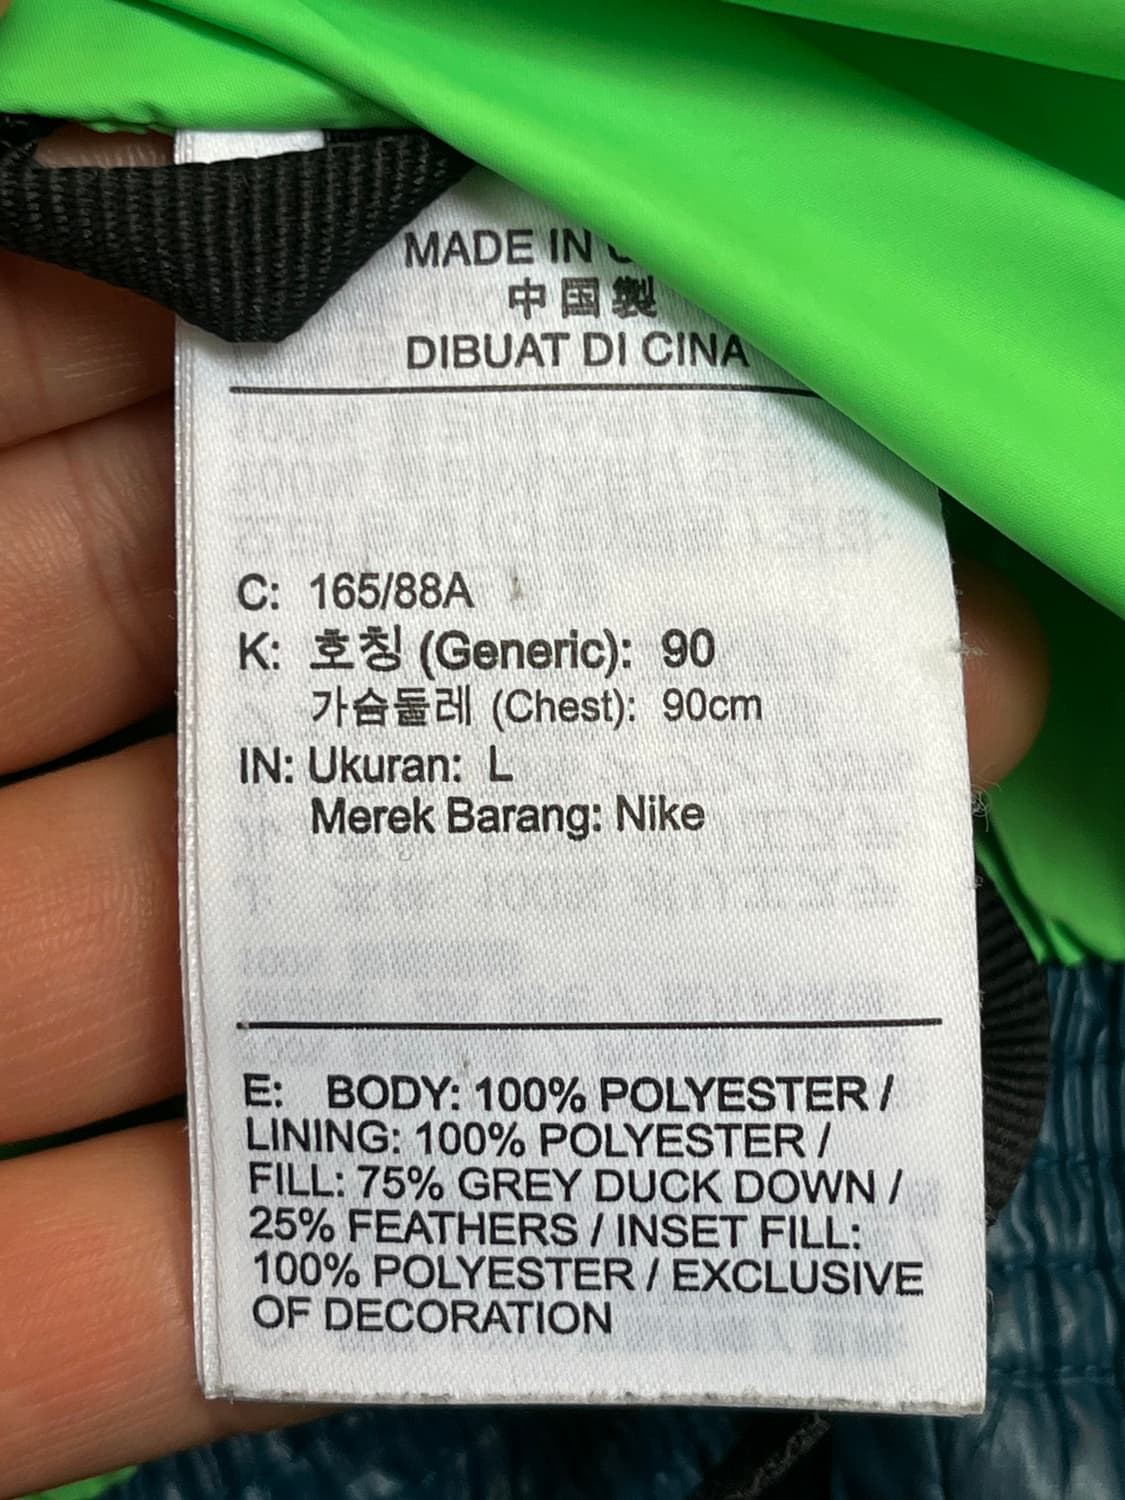 MADE IN
中国製
DIBUAT DI CINA
C: 165/88A
K: 호칭 (Generic): 90
가슴둘레 (Chest): 90cm
IN: Ukuran: L
Merek Barang: Nike
E: BODY: 100% POLYESTER /
LINING: 100% POLYESTER /
FILL: 75% GREY DUCK DOWN /
25% FEATHERS / INSET FILL:
100% POLYESTER / EXCLUSIVE
OF DECORATION